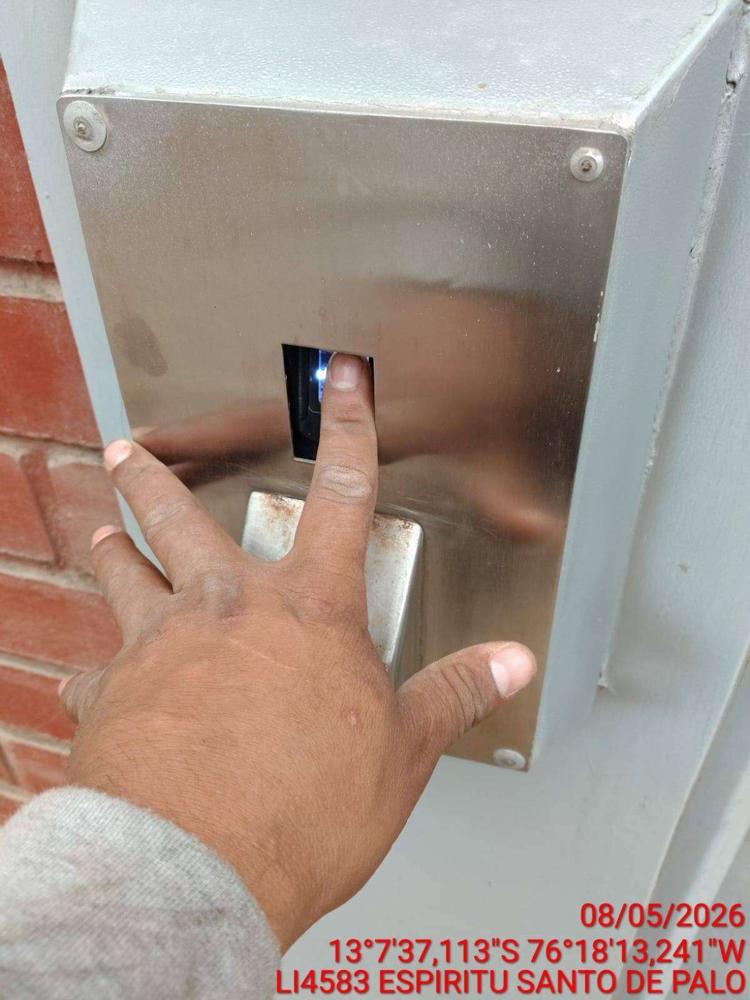 08/05/2026
13°7'37,113"S 76°18'13,241"W
LI4583 ESPIRITU SANTO DE PALO